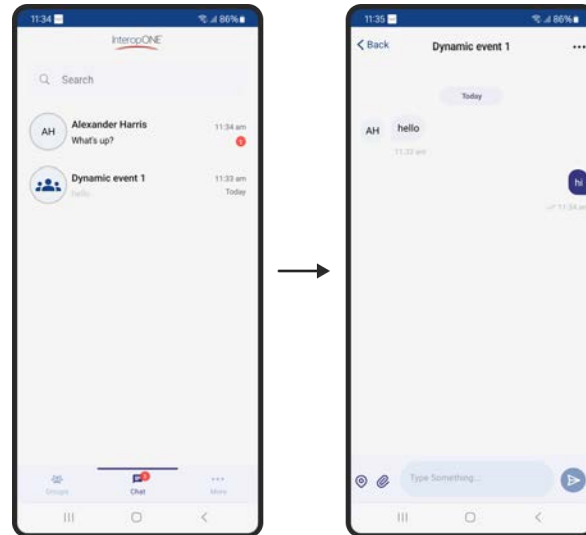 11:34 86%
InteropONE
Search
AH Alexander Harris 11:34 am
What's up? 1
Dynamic event 1 11:33 am
hello Today
Groups Chat 1 More
11:35 86%
Back Dynamic event 1
Today
AH hello
11:33 am
hi
11:34 am
Type Something...